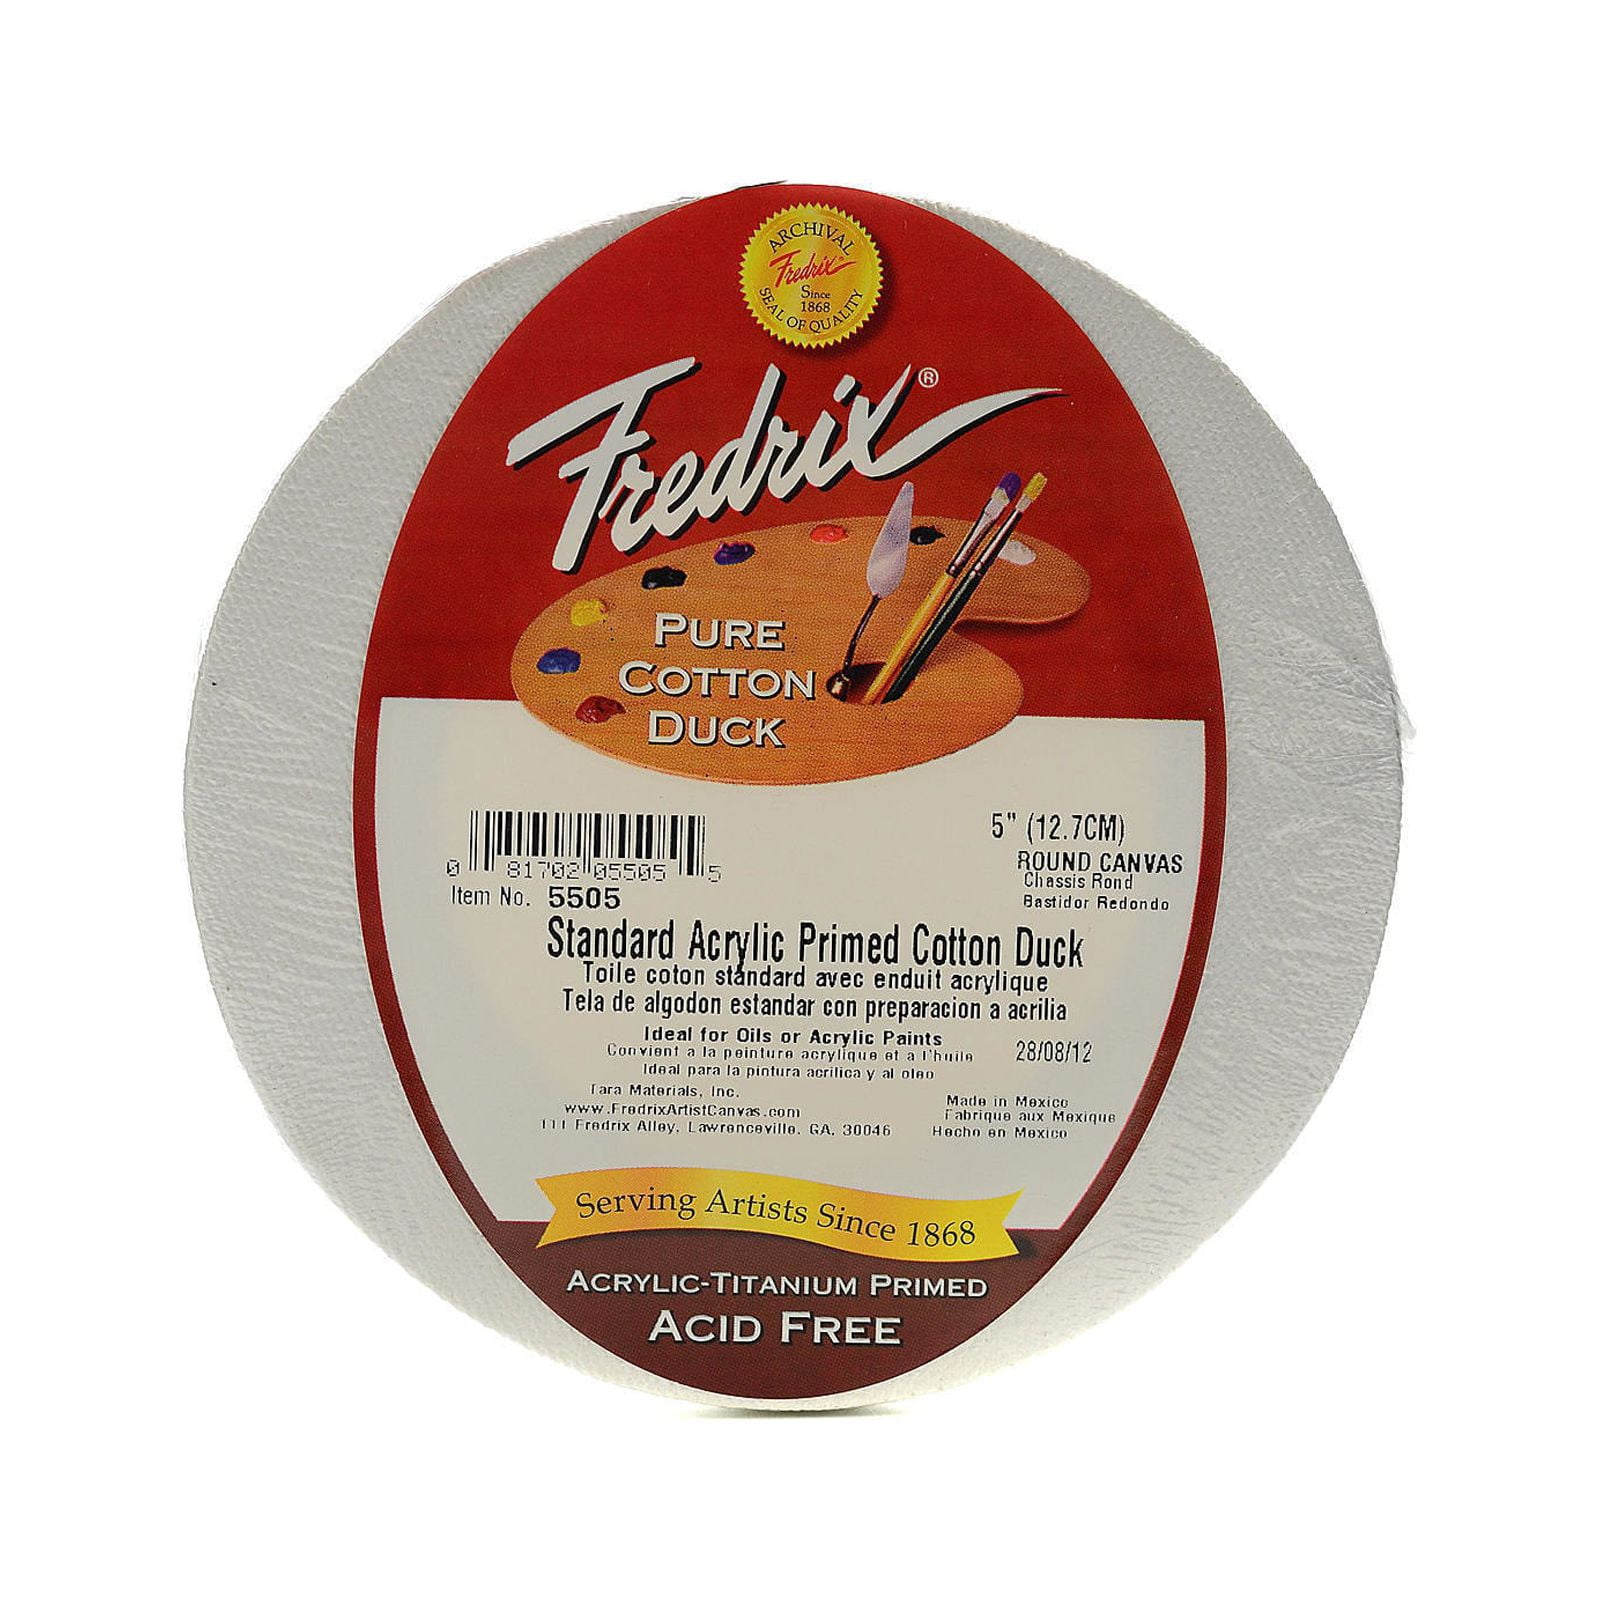 ARCHIVAL
Fredrix
Since
1868
SEAL OF QUALITY
Fredrix®
PURE
COTTON
DUCK
5" (12.7CM)
ROUND CANVAS
Chassis Rond
Bastidor Redondo
0 81702 05505 5
Item No. 5505
Standard Acrylic Primed Cotton Duck
Toile coton standard avec enduit acrylique
Tela de algodon estandar con preparacion a acrilia
Ideal for Oils or Acrylic Paints
Convient a la peinture acrylique et a l'huile
Ideal para la pintura acrilica y al oleo
28/08/12
Tara Materials, Inc.
www.FredrixArtistCanvas.com
111 Fredrix Alley, Lawrenceville, GA, 30046
Made in Mexico
Fabrique aux Mexique
Hecho en Mexico
Serving Artists Since 1868
ACRYLIC-TITANIUM PRIMED
ACID FREE